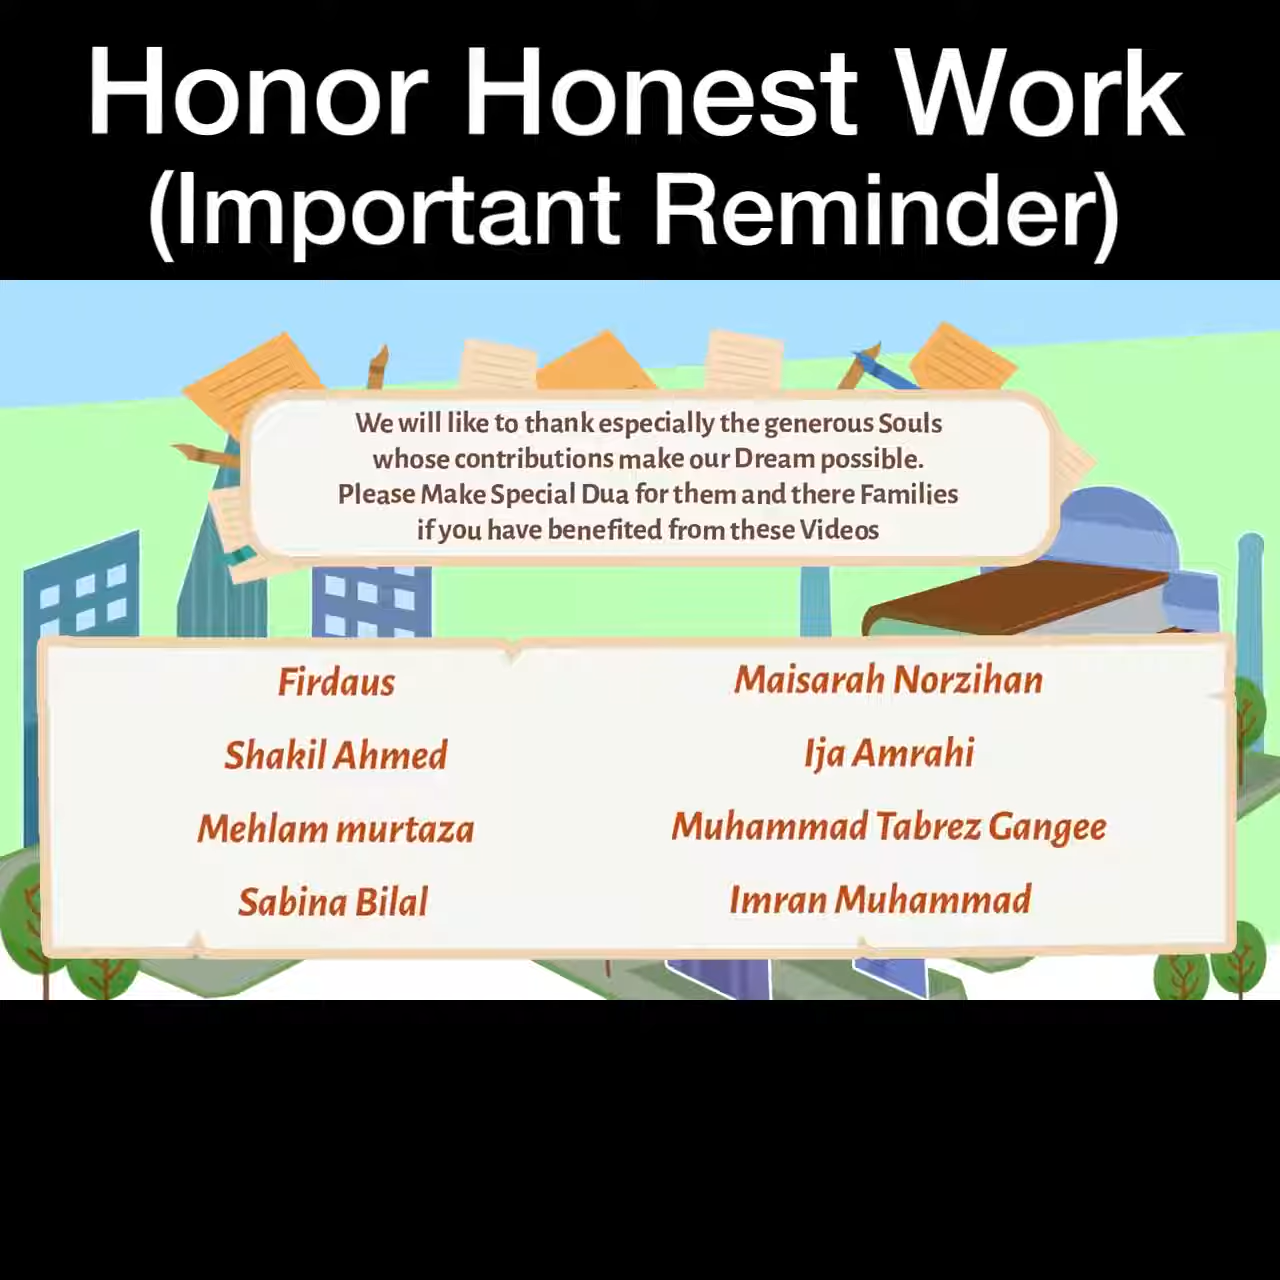 Honor Honest Work
(Important Reminder)
We will like to thank especially the generous Souls
whose contributions make our Dream possible.
Please Make Special Dua for them and there Families
if you have benefited from these Videos
Firdaus
Maisarah Norzihan
Shakil Ahmed
Ija Amrahi
Mehlam murtaza
Muhammad Tabrez Gangee
Sabina Bilal
Imran Muhammad